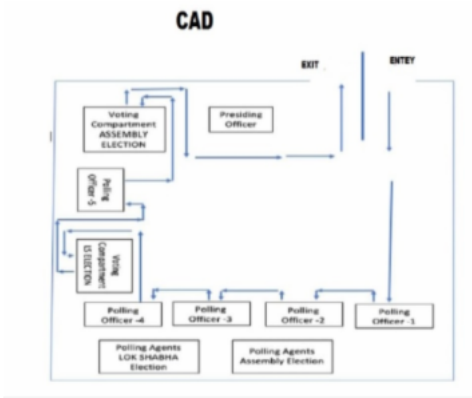 CAD
EXIT
ENTEY
Voting
Compartment
ASSEMBLY
ELECTION
Presiding
Officer
Polling
Officer -5
Voting
Compartment
LS ELECTION
Polling
Officer -4
Polling
Officer -3
Polling
Officer -2
Polling
Officer -1
Polling Agents
LOK SHABHA
Election
Polling Agents
Assembly Election